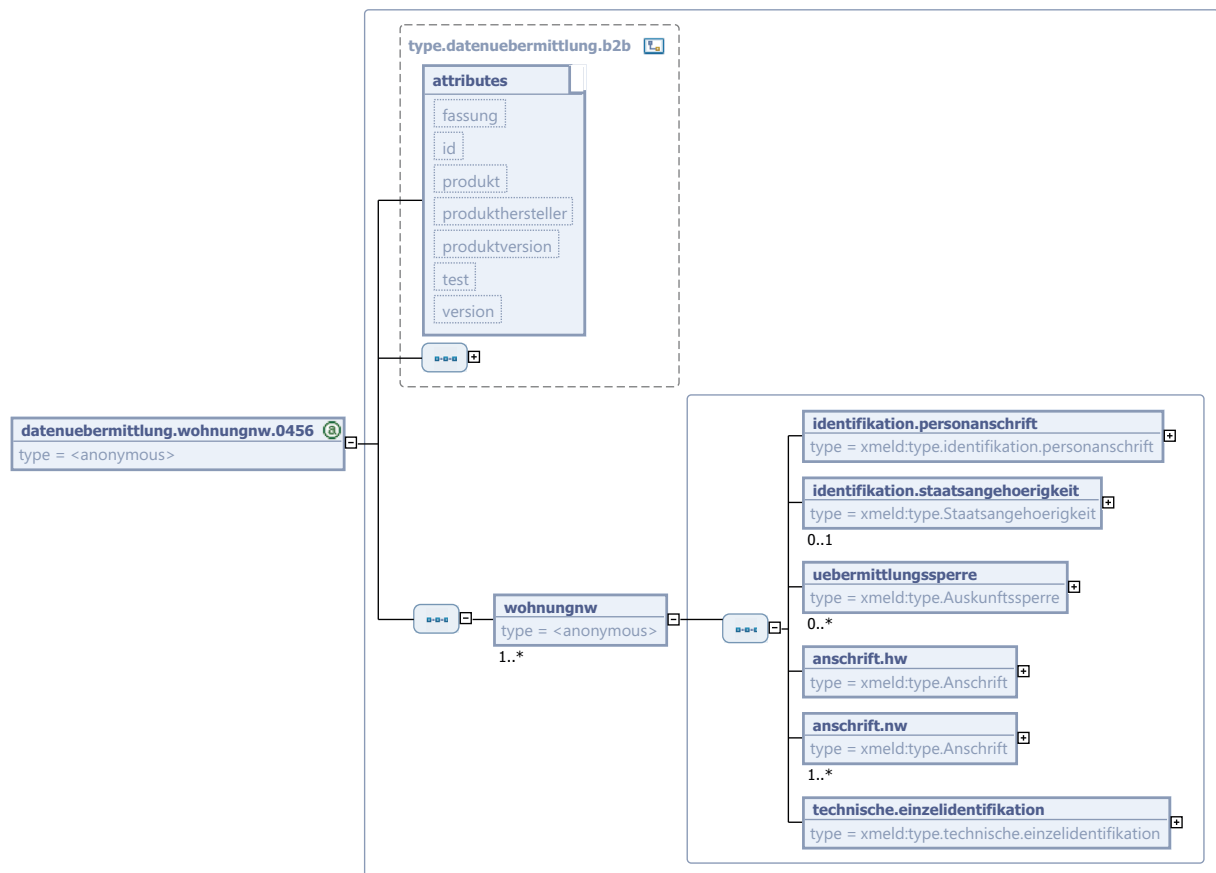 type.datenuebermittlung.b2b
attributes
fassung
id
produkt
produkthersteller
produktversion
test
version
datenuebermittlung.wohnungnw.0456
type = <anonymous>
wohnungnw
type = <anonymous>
1..*
identifikation.personanschrift
type = xmeld:type.identifikation.personanschrift
identifikation.staatsangehoerigkeit
type = xmeld:type.Staatsangehoerigkeit
0..1
uebermittlungssperre
type = xmeld:type.Auskunftssperre
0..*
anschrift.hw
type = xmeld:type.Anschrift
anschrift.nw
type = xmeld:type.Anschrift
1..*
technische.einzelidentifikation
type = xmeld:type.technische.einzelidentifikation